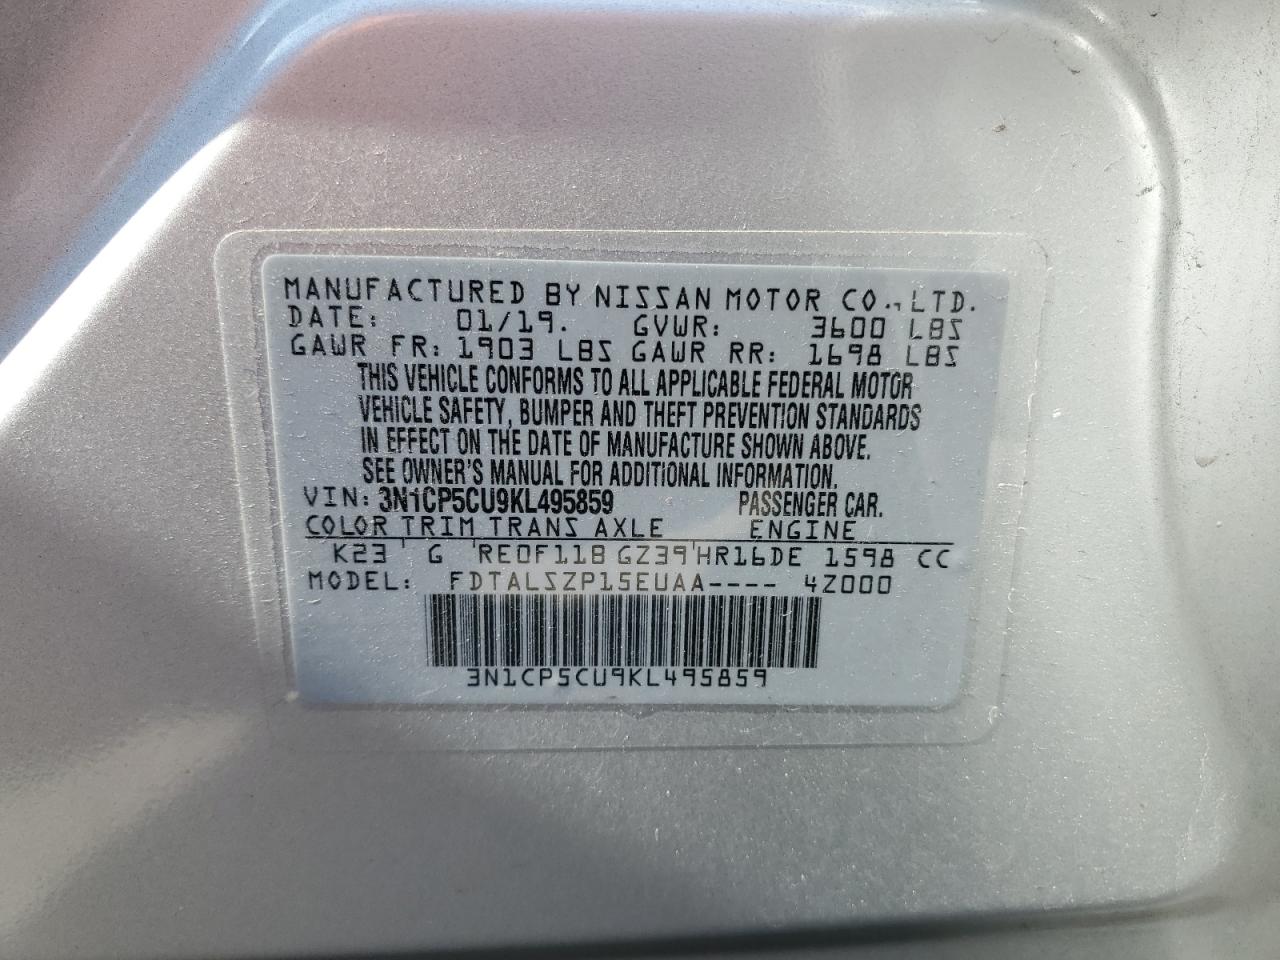 MANUFACTURED BY NISSAN MOTOR CO., LTD.
DATE: 01/19. GVWR: 3600 LBS
GAWR FR: 1903 LBS GAWR RR: 1698 LBS
THIS VEHICLE CONFORMS TO ALL APPLICABLE FEDERAL MOTOR
VEHICLE SAFETY, BUMPER AND THEFT PREVENTION STANDARDS
IN EFFECT ON THE DATE OF MANUFACTURE SHOWN ABOVE.
SEE OWNER'S MANUAL FOR ADDITIONAL INFORMATION.
VIN: 3N1CP5CU9KL495859 PASSENGER CAR.
COLOR TRIM TRANS AXLE ENGINE
K23 ' G 'RE0F11B GZ39'HR16DE 1598 CC
MODEL: FDTALSZP15EUAA---- 4Z000
3N1CP5CU9KL495859